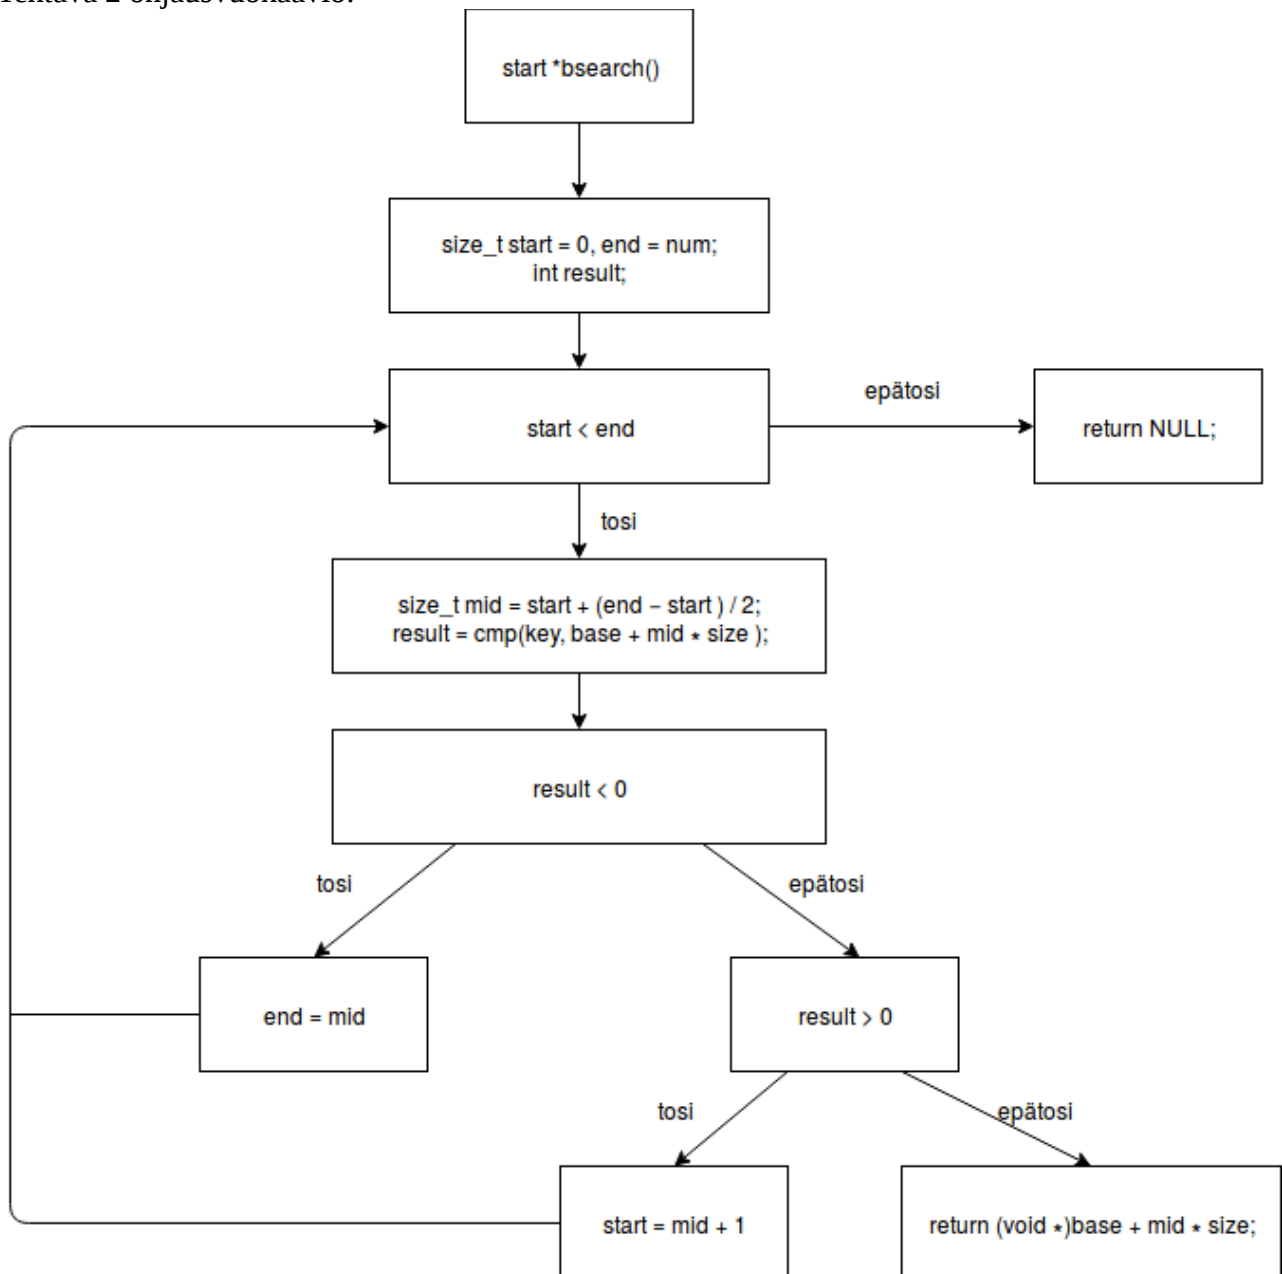 Tehtävä 2 ohjausvuokaavio:
start *bsearch()
size_t start = 0, end = num;
int result;
start < end
epätosi
return NULL;
tosi
size_t mid = start + (end − start ) / 2;
result = cmp(key, base + mid * size );
result < 0
tosi
epätosi
end = mid
result > 0
tosi
epätosi
start = mid + 1
return (void *)base + mid * size;